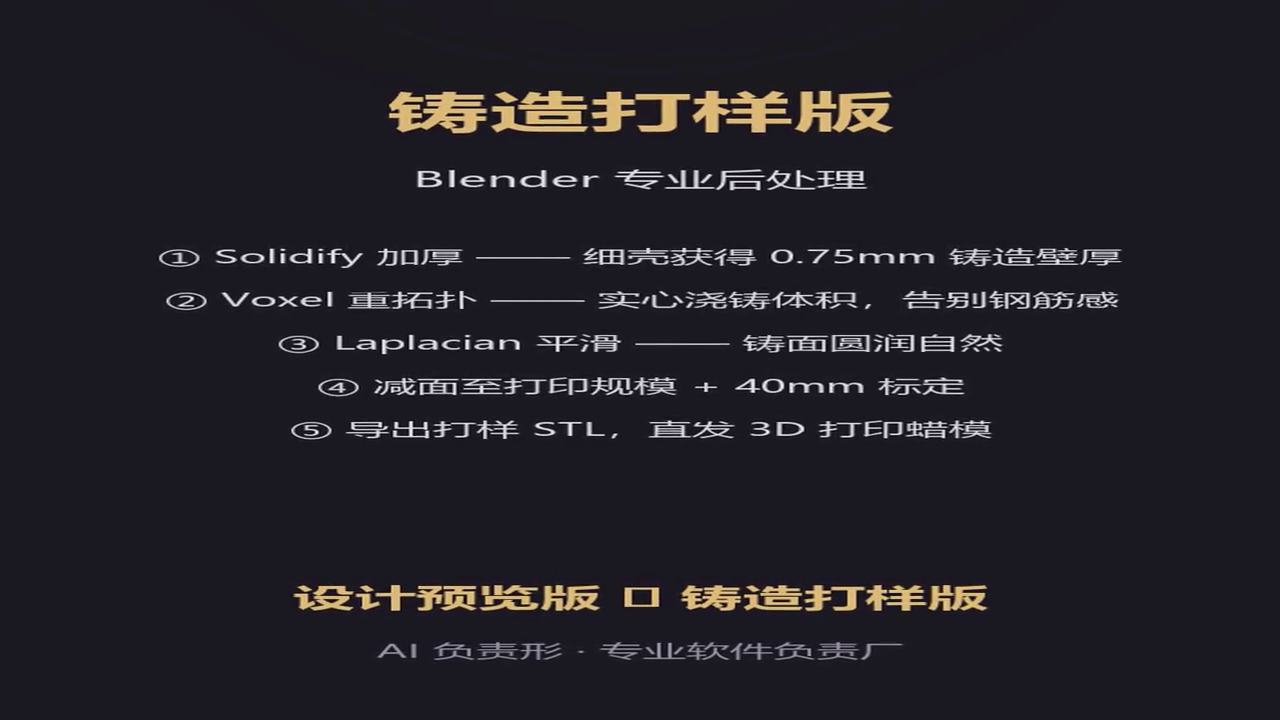 铸造打样版
Blender 专业后处理
① Solidify 加厚 —— 细壳获得 0.75mm 铸造壁厚
② Voxel 重拓扑 —— 实心浇铸体积，告别钢筋感
③ Laplacian 平滑 —— 铸面圆润自然
④ 减面至打印规模 + 40mm 标定
⑤ 导出打样 STL，直发 3D 打印蜡模
设计预览版 □ 铸造打样版
AI 负责形 · 专业软件负责厂